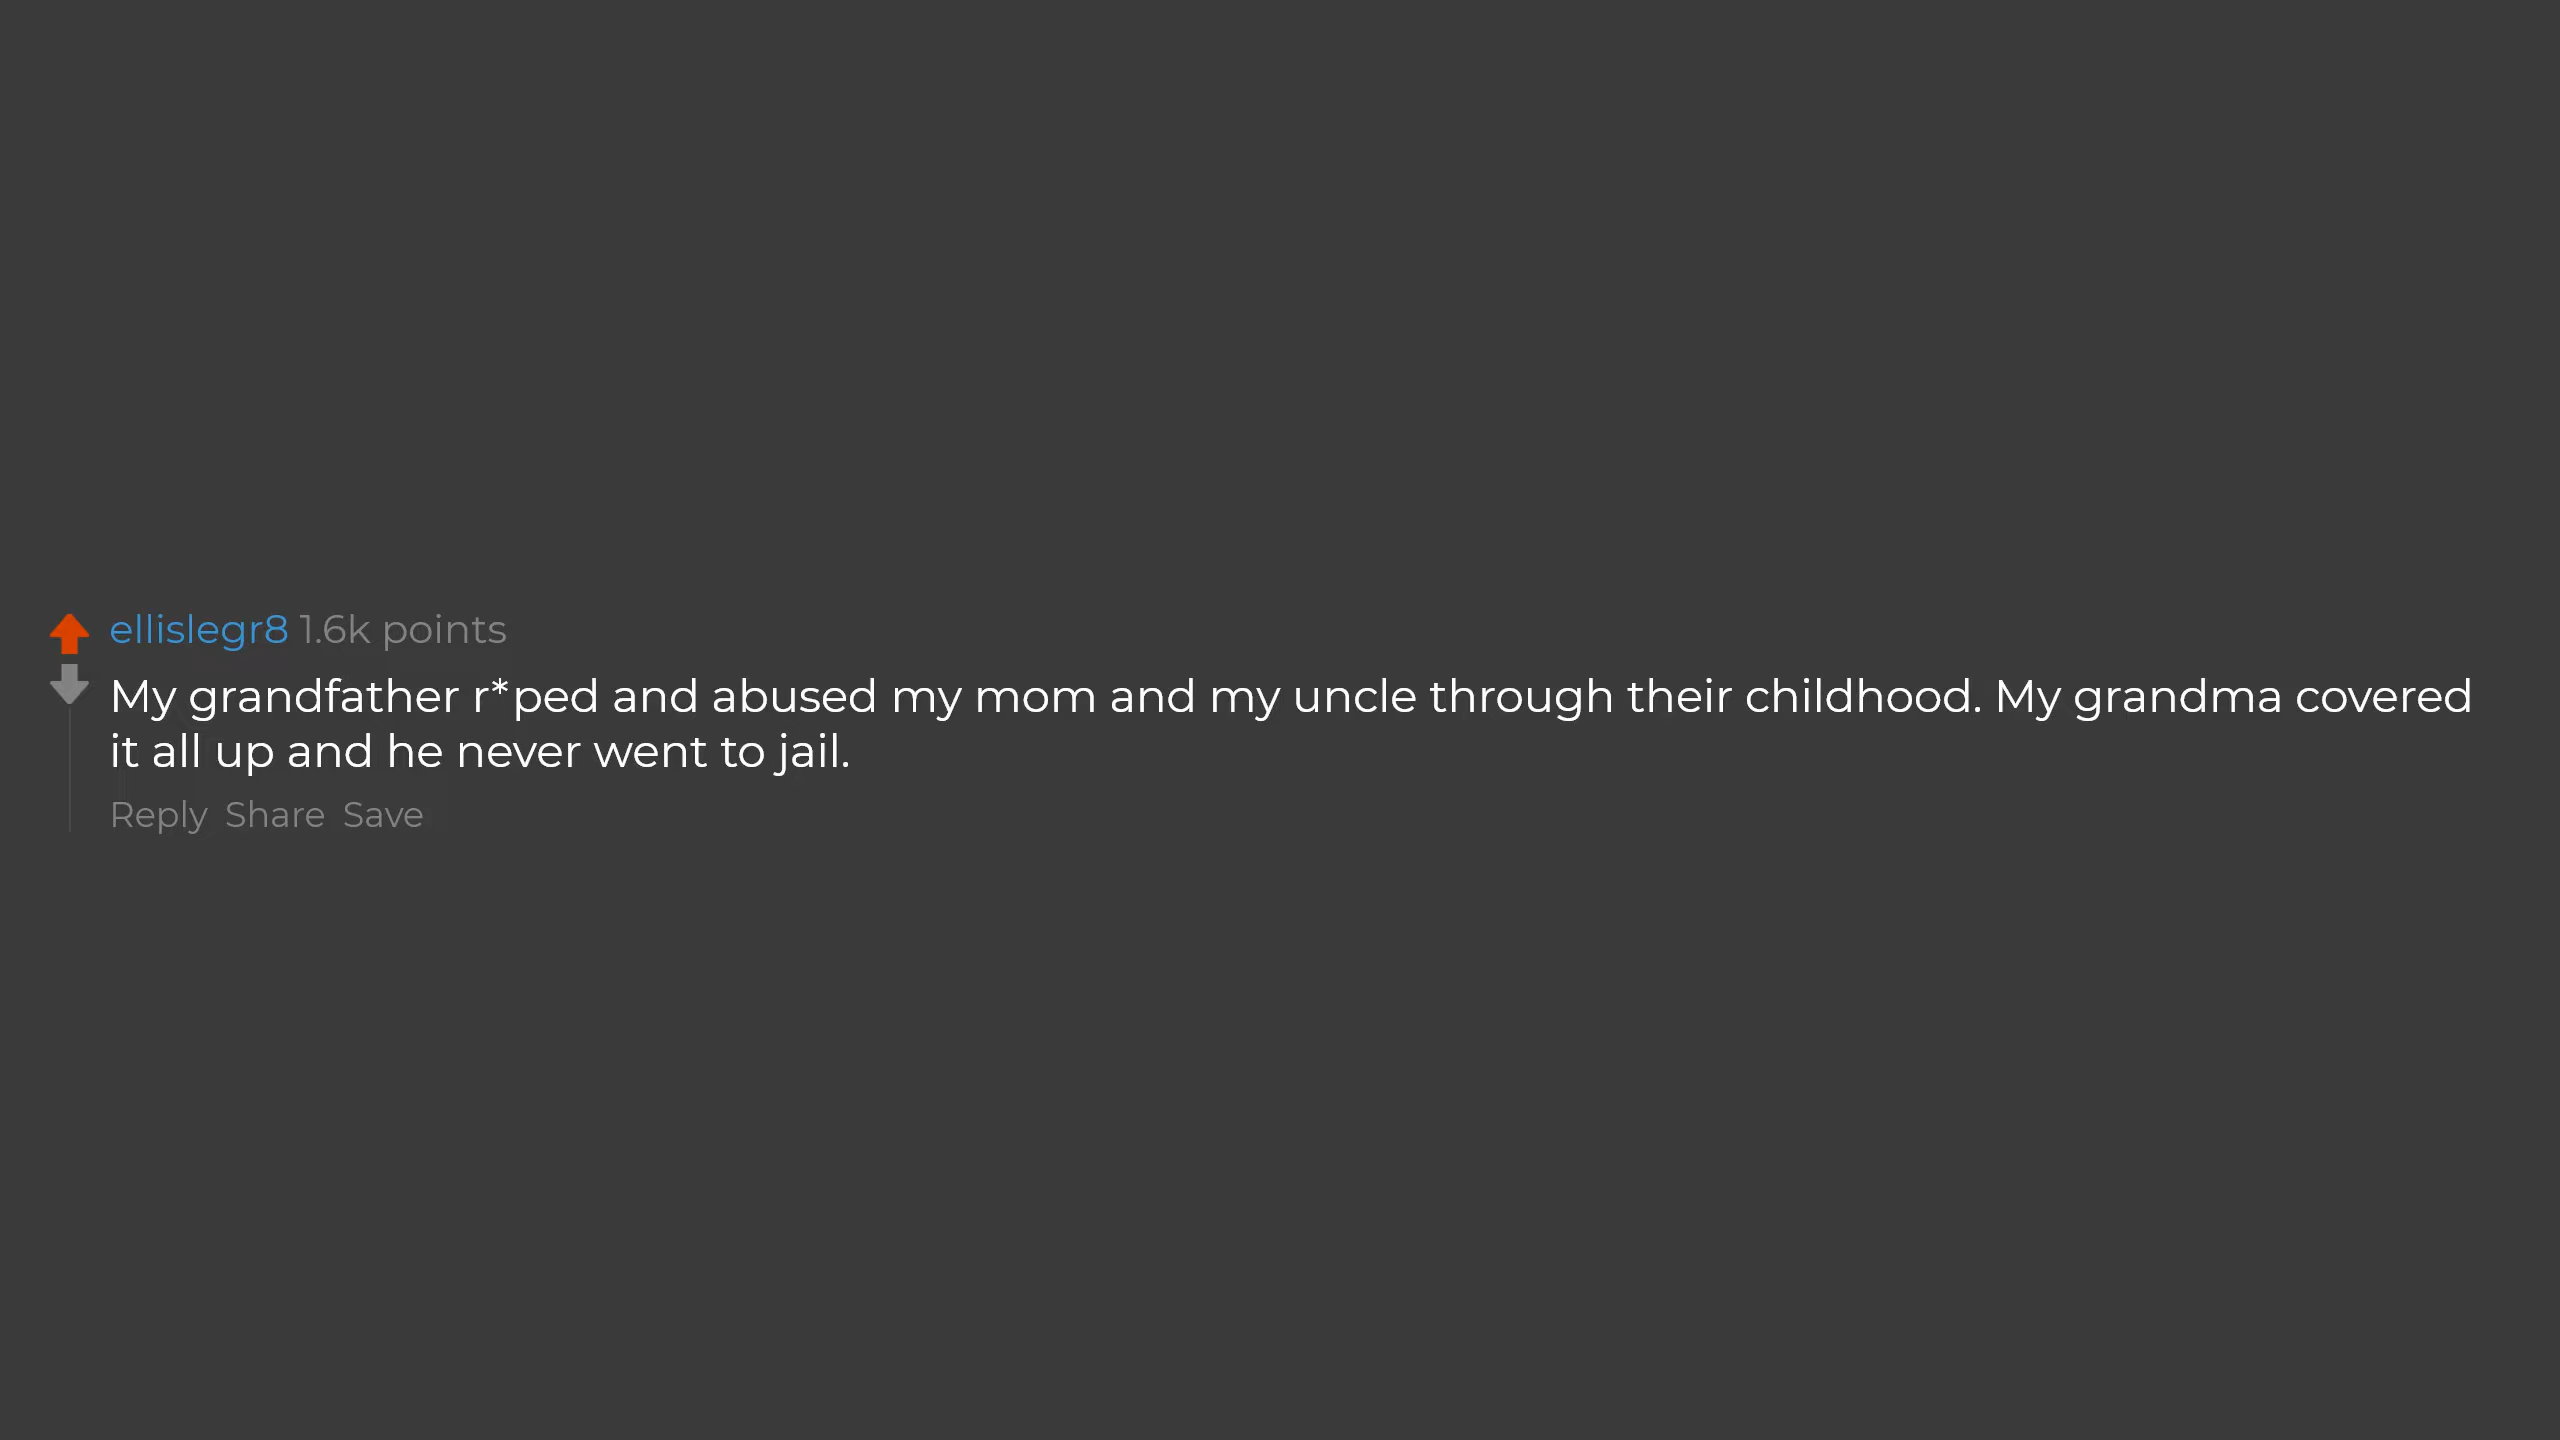 ellislegr8 1.6k points
My grandfather r*ped and abused my mom and my uncle through their childhood. My grandma covered
it all up and he never went to jail.
Reply Share Save